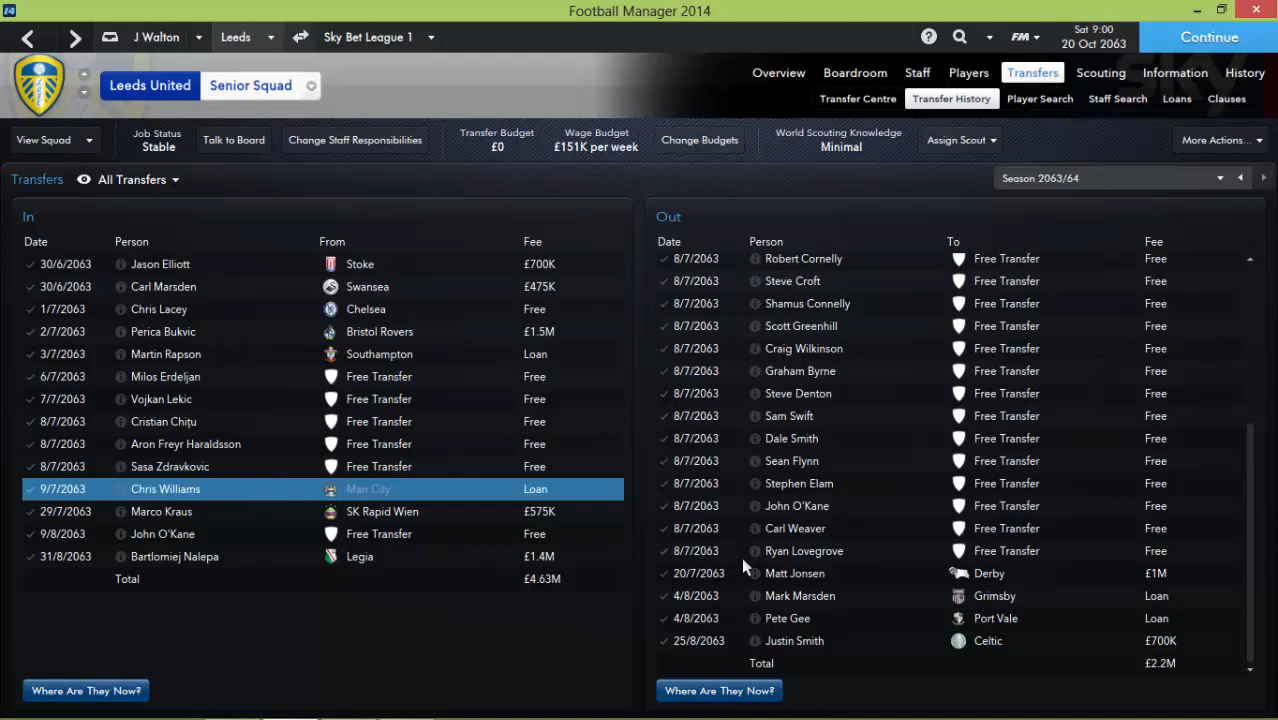 Football Manager 2014
J Walton Leeds Sky Bet League 1 FM Sat 9:00 20 Oct 2063 Continue
Leeds United Senior Squad
Overview Boardroom Staff Players Transfers Scouting Information History
Transfer Centre Transfer History Player Search Staff Search Loans Clauses
View Squad Job Status Stable Talk to Board Change Staff Responsibilities Transfer Budget £0 Wage Budget £151K per week Change Budgets World Scouting Knowledge Minimal Assign Scout More Actions...
Transfers All Transfers Season 2063/64
In
Date Person From Fee
30/6/2063 Jason Elliott Stoke £700K
30/6/2063 Carl Marsden Swansea £475K
1/7/2063 Chris Lacey Chelsea Free
2/7/2063 Perica Bukvic Bristol Rovers £1.5M
3/7/2063 Martin Rapson Southampton Loan
6/7/2063 Milos Erdeljan Free Transfer Free
7/7/2063 Vojkan Lekic Free Transfer Free
8/7/2063 Cristian Chițu Free Transfer Free
8/7/2063 Aron Freyr Haraldsson Free Transfer Free
8/7/2063 Sasa Zdravkovic Free Transfer Free
9/7/2063 Chris Williams Man City Loan
29/7/2063 Marco Kraus SK Rapid Wien £575K
9/8/2063 John O'Kane Free Transfer Free
31/8/2063 Bartlomiej Nalepa Legia £1.4M
Total £4.63M
Where Are They Now?
Out
Date Person To Fee
8/7/2063 Robert Cornelly Free Transfer Free
8/7/2063 Steve Croft Free Transfer Free
8/7/2063 Shamus Connelly Free Transfer Free
8/7/2063 Scott Greenhill Free Transfer Free
8/7/2063 Craig Wilkinson Free Transfer Free
8/7/2063 Graham Byrne Free Transfer Free
8/7/2063 Steve Denton Free Transfer Free
8/7/2063 Sam Swift Free Transfer Free
8/7/2063 Dale Smith Free Transfer Free
8/7/2063 Sean Flynn Free Transfer Free
8/7/2063 Stephen Elam Free Transfer Free
8/7/2063 John O'Kane Free Transfer Free
8/7/2063 Carl Weaver Free Transfer Free
8/7/2063 Ryan Lovegrove Free Transfer Free
20/7/2063 Matt Jonsen Derby £1M
4/8/2063 Mark Marsden Grimsby Loan
4/8/2063 Pete Gee Port Vale Loan
25/8/2063 Justin Smith Celtic £700K
Total £2.2M
Where Are They Now?